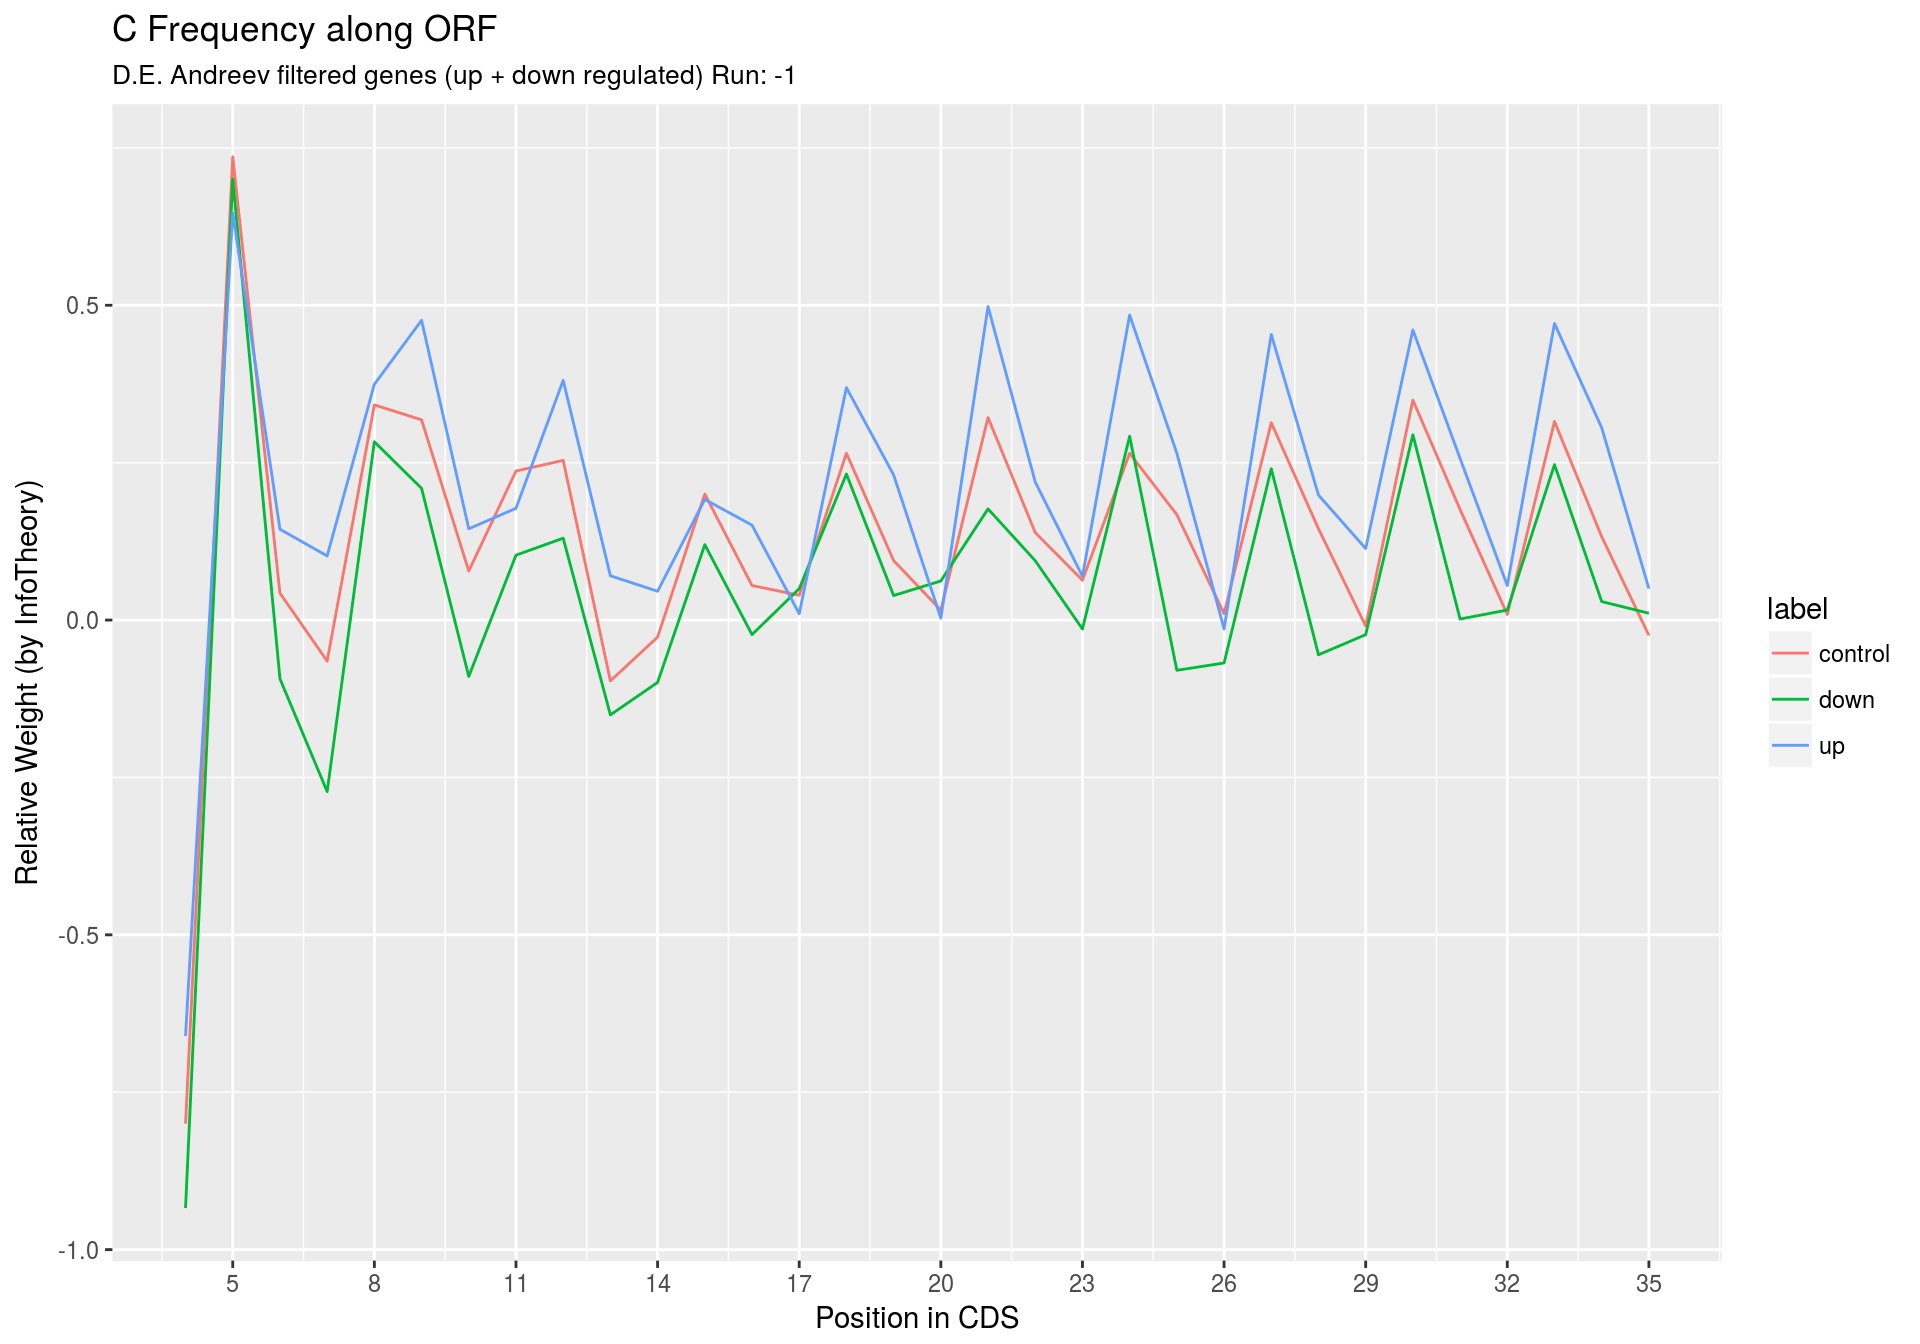 C Frequency along ORF
D.E. Andreev filtered genes (up + down regulated) Run: -1
Relative Weight (by InfoTheory)
0.5
0.0
-0.5
-1.0
5 8 11 14 17 20 23 26 29 32 35
Position in CDS
label
control
down
up